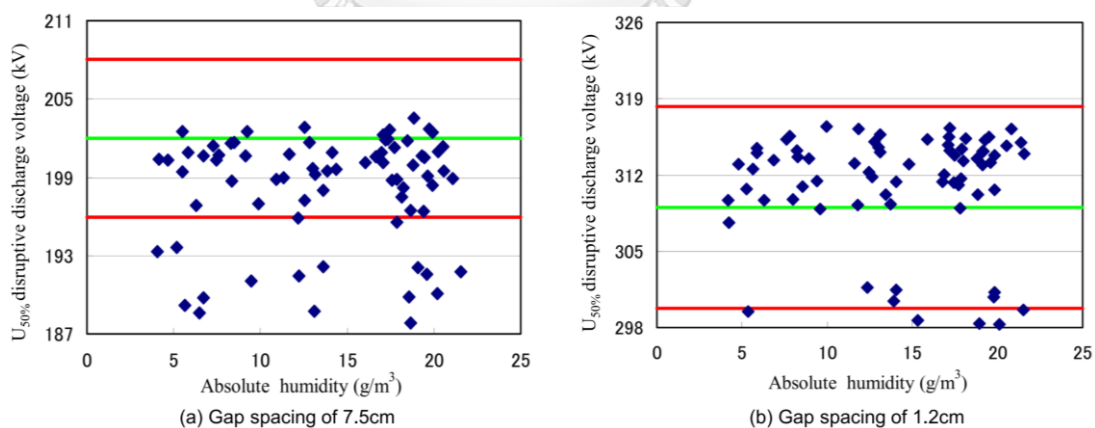 U50% disruptive discharge voltage (kV)
211
205
199
193
187
0 5 10 15 20 25
Absolute humidity (g/m³)
(a) Gap spacing of 7.5cm
U50% disruptive discharge voltage (kV)
326
319
312
305
298
0 5 10 15 20 25
Absolute humidity (g/m³)
(b) Gap spacing of 1.2cm